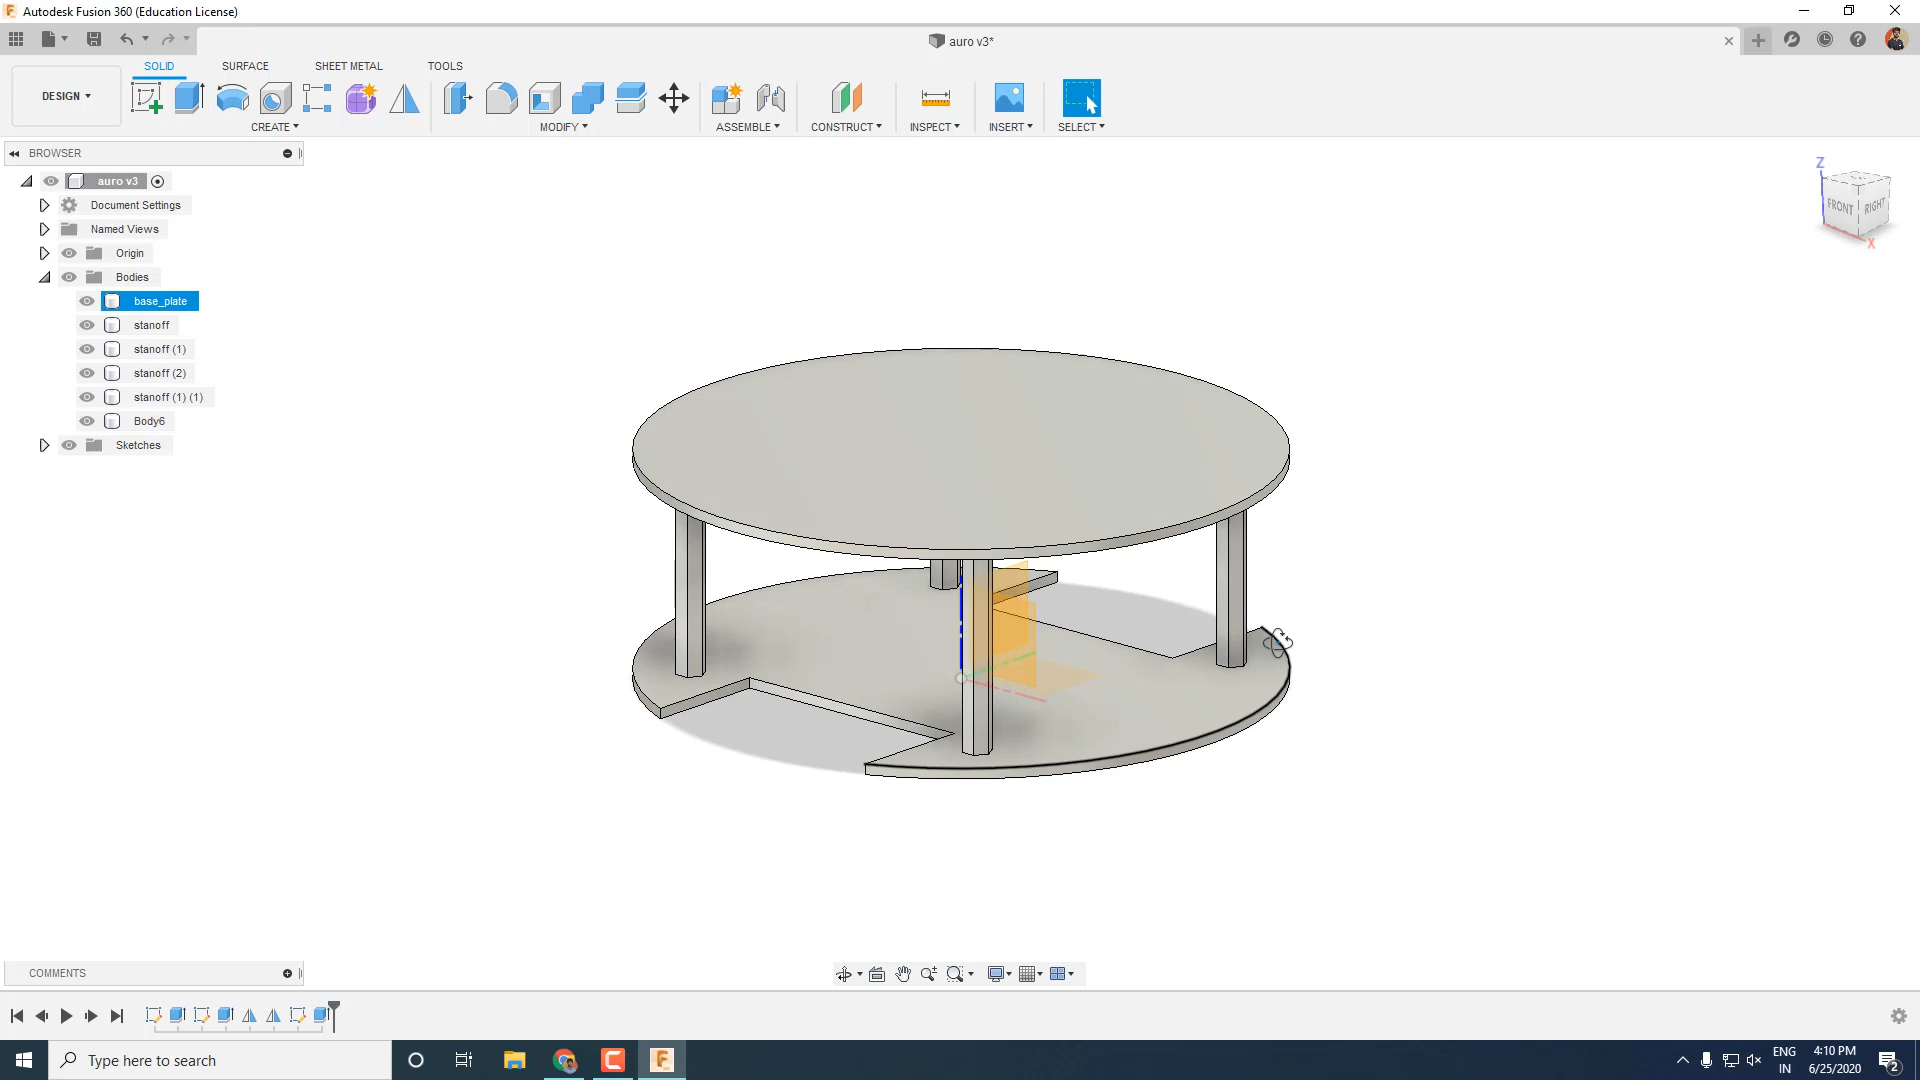 Autodesk Fusion 360 (Education License)
auro v3*
SOLID SURFACE SHEET METAL TOOLS
DESIGN
CREATE MODIFY ASSEMBLE CONSTRUCT INSPECT INSERT SELECT
BROWSER
auro v3
Document Settings
Named Views
Origin
Bodies
base_plate
stanoff
stanoff (1)
stanoff (2)
stanoff (1) (1)
Body6
Sketches
Z
FRONT RIGHT
X
COMMENTS
Type here to search
ENG
IN
4:10 PM
6/25/2020
2